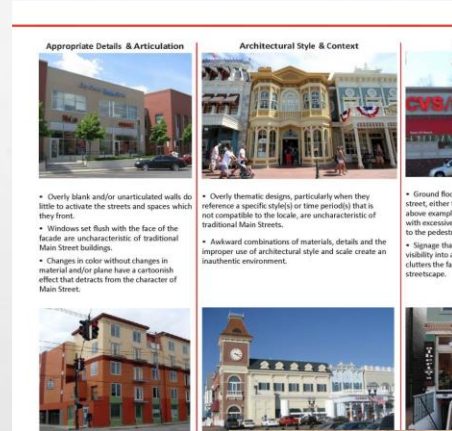 Appropriate Details & Articulation
• Overly blank and/or unarticulated walls do
little to activate the streets and spaces which
they front.
• Windows set flush with the face of the
facade are uncharacteristic of traditional
Main Street buildings.
• Changes in color without changes in
material and/or plane have a cartoonish
effect that detracts from the character of
Main Street.
Architectural Style & Context
• Overly thematic designs, particularly when they
reference a specific style(s) or time period(s) that is
not compatible to the locale, are uncharacteristic of
traditional Main Streets.
• Awkward combinations of materials, details and the
improper use of architectural style and scale create an
inauthentic environment.
CVS/
• Ground floo
street, either
above exampl
with excessive
to the pedestr
• Signage tha
visibility into a
clutters the fa
streetscape.